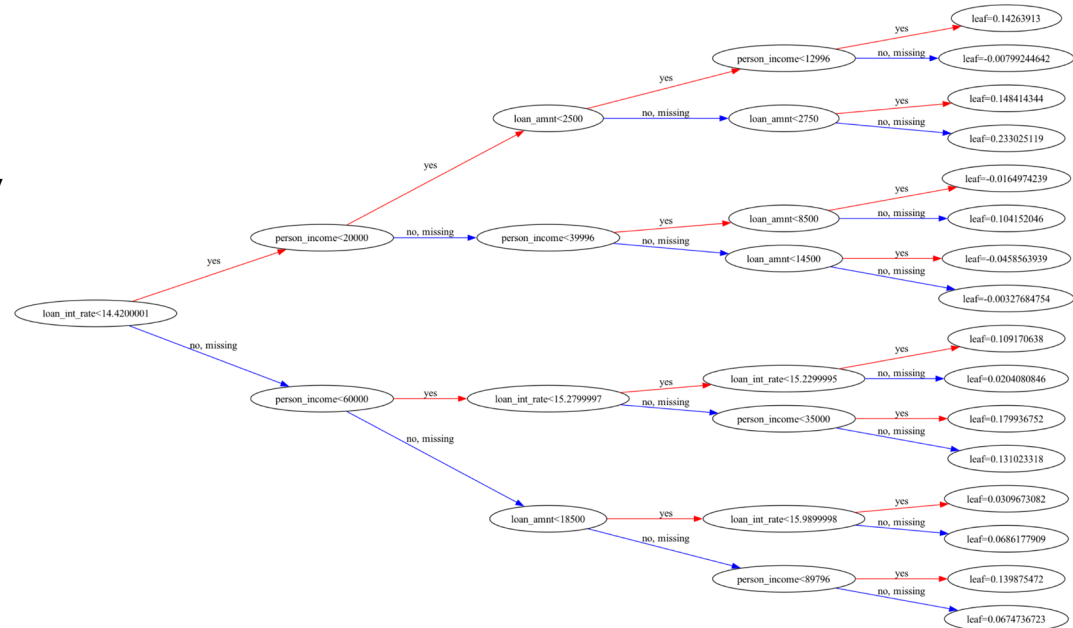 leaf=0.14263913
yes
person_income<12996
no, missing
leaf=-0.00799244642
yes
loan_amnt<2500
no, missing
loan_amnt<2750
yes
leaf=0.148414344
no, missing
leaf=0.233025119
yes
person_income<20000
no, missing
person_income<39996
yes
loan_amnt<8500
yes
leaf=-0.0164974239
no, missing
leaf=0.104152046
no, missing
loan_amnt<14500
yes
leaf=-0.0458563939
no, missing
leaf=-0.00327684754
yes
loan_int_rate<14.4200001
no, missing
person_income<60000
yes
loan_int_rate<15.2799997
yes
loan_int_rate<15.2299995
yes
leaf=0.109170638
no, missing
leaf=0.0204080846
no, missing
person_income<35000
yes
leaf=0.179936752
no, missing
leaf=0.131023318
no, missing
loan_amnt<18500
yes
loan_int_rate<15.9899998
yes
leaf=0.0309673082
no, missing
leaf=0.0686177909
no, missing
person_income<89796
yes
leaf=0.139875472
no, missing
leaf=0.0674736723